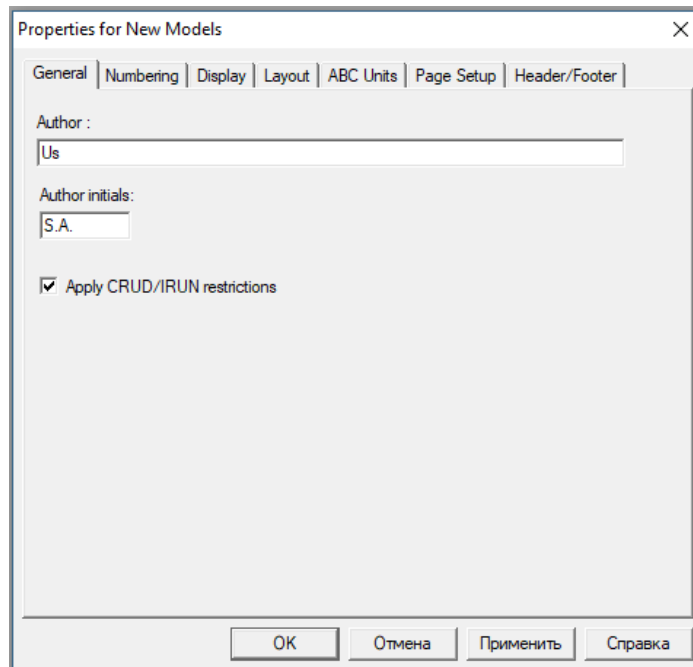 Properties for New Models
General Numbering Display Layout ABC Units Page Setup Header/Footer
Author :
Us
Author initials:
S.A.
Apply CRUD/IRUN restrictions
OK Отмена Применить Справка